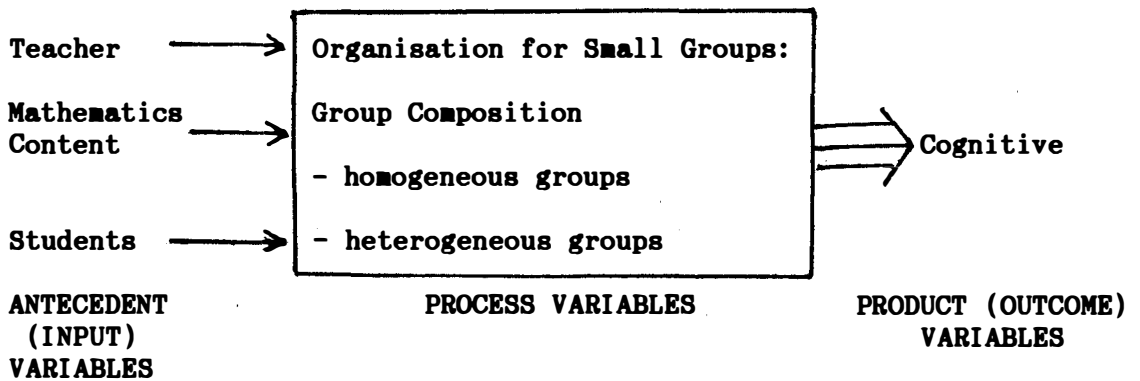 Teacher
Organisation for Small Groups:
Mathematics
Content
Group Composition
- homogeneous groups
Cognitive
Students
- heterogeneous groups
ANTECEDENT
(INPUT)
VARIABLES
PROCESS VARIABLES
PRODUCT (OUTCOME)
VARIABLES